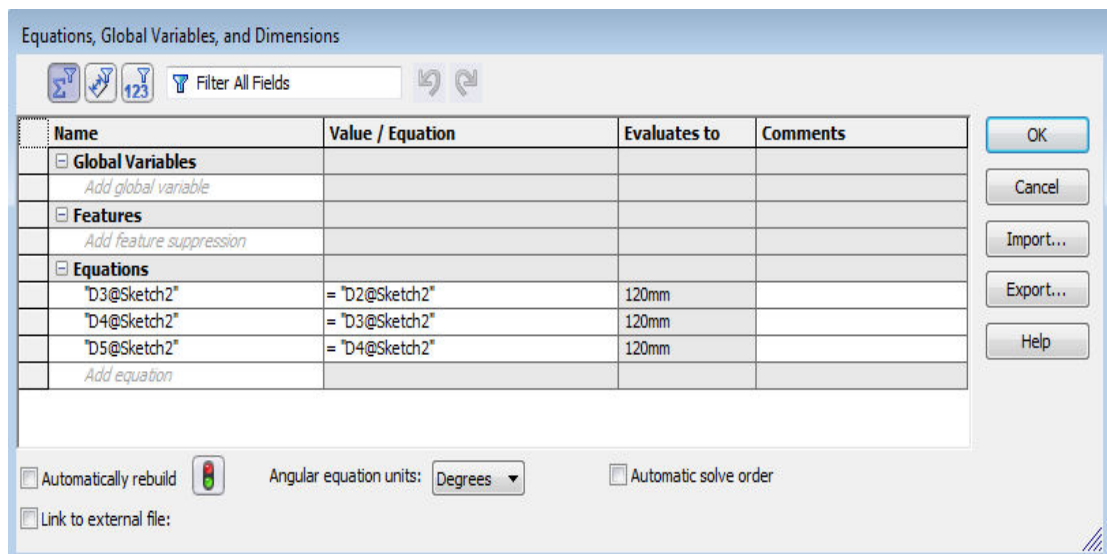 Equations, Global Variables, and Dimensions
Σ 123 Filter All Fields
Name Value / Equation Evaluates to Comments
Global Variables
Add global variable
Features
Add feature suppression
Equations
"D3@Sketch2" = "D2@Sketch2" 120mm
"D4@Sketch2" = "D3@Sketch2" 120mm
"D5@Sketch2" = "D4@Sketch2" 120mm
Add equation
OK
Cancel
Import...
Export...
Help
Automatically rebuild Angular equation units: Degrees Automatic solve order
Link to external file: